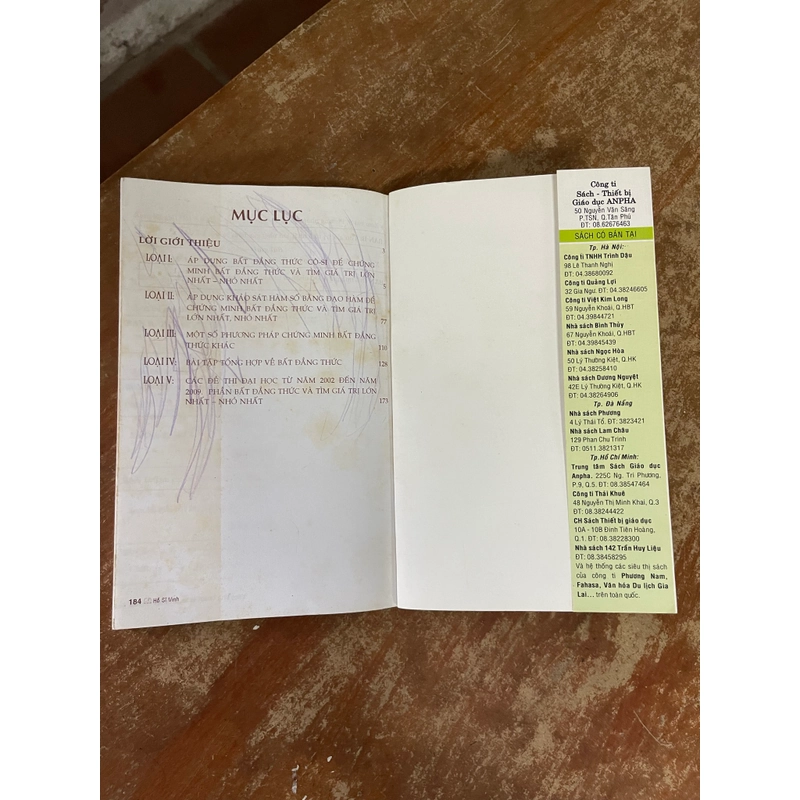 MỤC LỤC
LỜI GIỚI THIỆU 5
LOẠI I: ÁP DỤNG BẤT ĐẲNG THỨC CÔ-SI ĐỂ CHỨNG
MINH BẤT ĐẲNG THỨC VÀ TÌM GIÁ TRỊ LỚN
NHẤT – NHỎ NHẤT 5
LOẠI II: ÁP DỤNG KHẢO SÁT HÀM SỐ BẰNG ĐẠO HÀM ĐỂ
CHỨNG MINH BẤT ĐẲNG THỨC VÀ TÌM GIÁ TRỊ
LỚN NHẤT, NHỎ NHẤT 77
LOẠI III: MỘT SỐ PHƯƠNG PHÁP CHỨNG MINH BẤT ĐẲNG
THỨC KHÁC 110
LOẠI IV: BÀI TẬP TỔNG HỢP VỀ BẤT ĐẲNG THỨC 128
LOẠI V: CÁC ĐỀ THI ĐẠI HỌC TỪ NĂM 2002 ĐẾN NĂM
2009. PHẦN BẤT ĐẲNG THỨC VÀ TÌM GIÁ TRỊ LỚN
NHẤT – NHỎ NHẤT 173
184 Hồ Sĩ Vinh
Công ti
Sách - Thiết bị
Giáo dục ANPHA
50 Nguyễn Văn Săng
P.TSN, Q.Tân Phú
ĐT: 08.62676463
SÁCH CÓ BÁN TẠI
Tp. Hà Nội:
Công ti TNHH Trình Dậu
98 Lê Thanh Nghị
ĐT: 04.38680092
Công ti Quảng Lợi
32 Gia Ngư. ĐT: 04.38246605
Công ti Việt Kim Long
59 Nguyễn Khoái, Q.HBT
ĐT: 04.39844721
Nhà sách Bình Thủy
67 Nguyễn Khoái, Q.HBT
ĐT: 04.39845439
Nhà sách Ngọc Hòa
50 Lý Thường Kiệt, Q.HK
ĐT: 04.38258410
Nhà sách Dương Nguyệt
42E Lý Thường Kiệt, Q.HK
ĐT: 04.38264906
Tp. Đà Nẵng
Nhà sách Phương
4 Lý Thái Tổ. ĐT: 3823421
Nhà sách Lam Châu
129 Phan Chu Trinh
ĐT: 0511.3821317
Tp.Hồ Chí Minh:
Trung tâm Sách Giáo dục
Anpha. 225C Ng. Tri Phương,
P.9, Q.5. ĐT: 08.38547464
Công ti Thái Khuê
48 Nguyễn Thị Minh Khai, Q.3
ĐT: 08.38244422
CH Sách Thiết bị giáo dục
10A - 10B Đinh Tiên Hoàng,
Q.1. ĐT: 08.38228300
Nhà sách 142 Trần Huy Liệu
ĐT: 08.38458295
Và hệ thống các siêu thị sách
của công ti Phương Nam,
Fahasa, Văn hóa Du lịch Gia
Lai... trên toàn quốc.